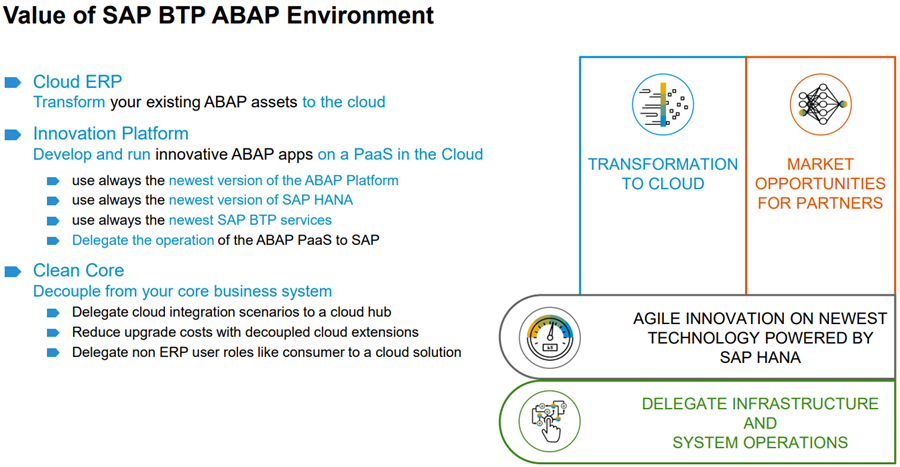 Value of SAP BTP ABAP Environment
Cloud ERP
Transform your existing ABAP assets to the cloud
Innovation Platform
Develop and run innovative ABAP apps on a PaaS in the Cloud
use always the newest version of the ABAP Platform
use always the newest version of SAP HANA
use always the newest SAP BTP services
Delegate the operation of the ABAP PaaS to SAP
Clean Core
Decouple from your core business system
Delegate cloud integration scenarios to a cloud hub
Reduce upgrade costs with decoupled cloud extensions
Delegate non ERP user roles like consumer to a cloud solution
TRANSFORMATION
TO CLOUD
MARKET
OPPORTUNITIES
FOR PARTNERS
AGILE INNOVATION ON NEWEST
TECHNOLOGY POWERED BY
SAP HANA
DELEGATE INFRASTRUCTURE
AND
SYSTEM OPERATIONS